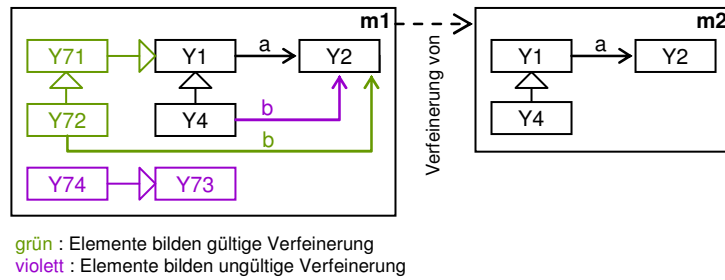 m1
m2
Y71
Y1
a
Y2
Y1
a
Y2
Verfeinerung von
Y72
Y4
b
b
Y4
Y74
Y73
grün : Elemente bilden gültige Verfeinerung
violett : Elemente bilden ungültige Verfeinerung